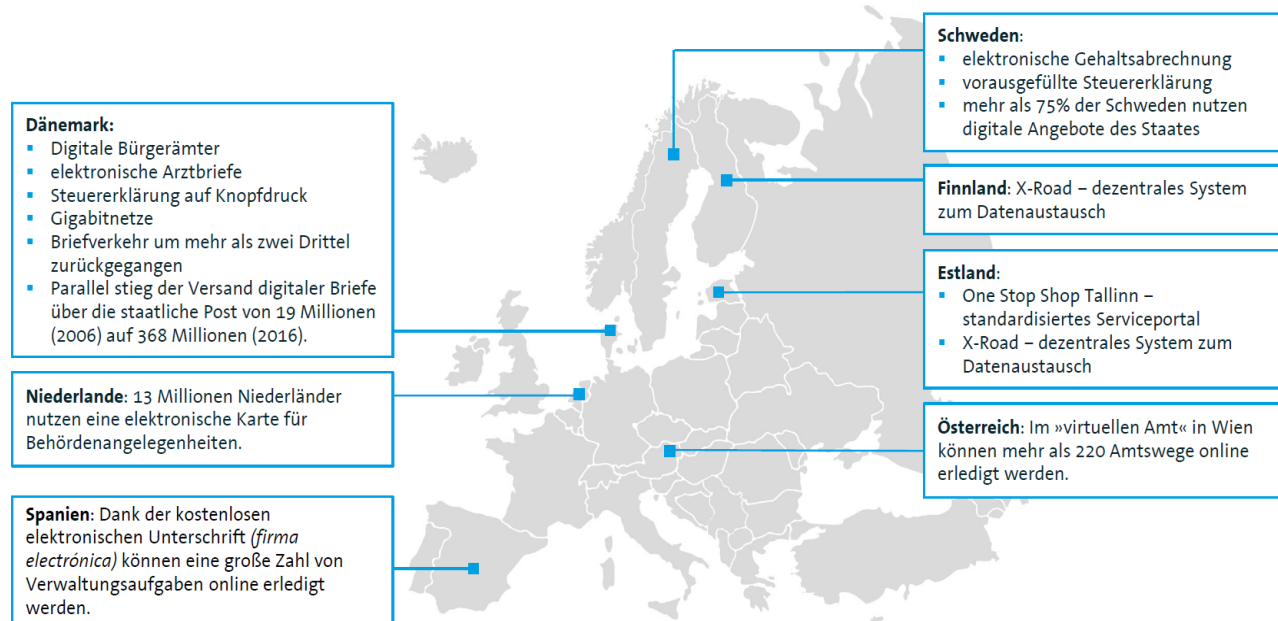 Dänemark:
▪ Digitale Bürgerämter
▪ elektronische Arztbriefe
▪ Steuererklärung auf Knopfdruck
▪ Gigabitnetze
▪ Briefverkehr um mehr als zwei Drittel
zurückgegangen
▪ Parallel stieg der Versand digitaler Briefe
über die staatliche Post von 19 Millionen
(2006) auf 368 Millionen (2016).
Niederlande: 13 Millionen Niederländer
nutzen eine elektronische Karte für
Behördenangelegenheiten.
Spanien: Dank der kostenlosen
elektronischen Unterschrift (firma
electrónica) können eine große Zahl von
Verwaltungsaufgaben online erledigt
werden.
Schweden:
▪ elektronische Gehaltsabrechnung
▪ vorausgefüllte Steuererklärung
▪ mehr als 75% der Schweden nutzen
digitale Angebote des Staates
Finnland: X-Road – dezentrales System
zum Datenaustausch
Estland:
▪ One Stop Shop Tallinn –
standardisiertes Serviceportal
▪ X-Road – dezentrales System zum
Datenaustausch
Österreich: Im »virtuellen Amt« in Wien
können mehr als 220 Amtswege online
erledigt werden.